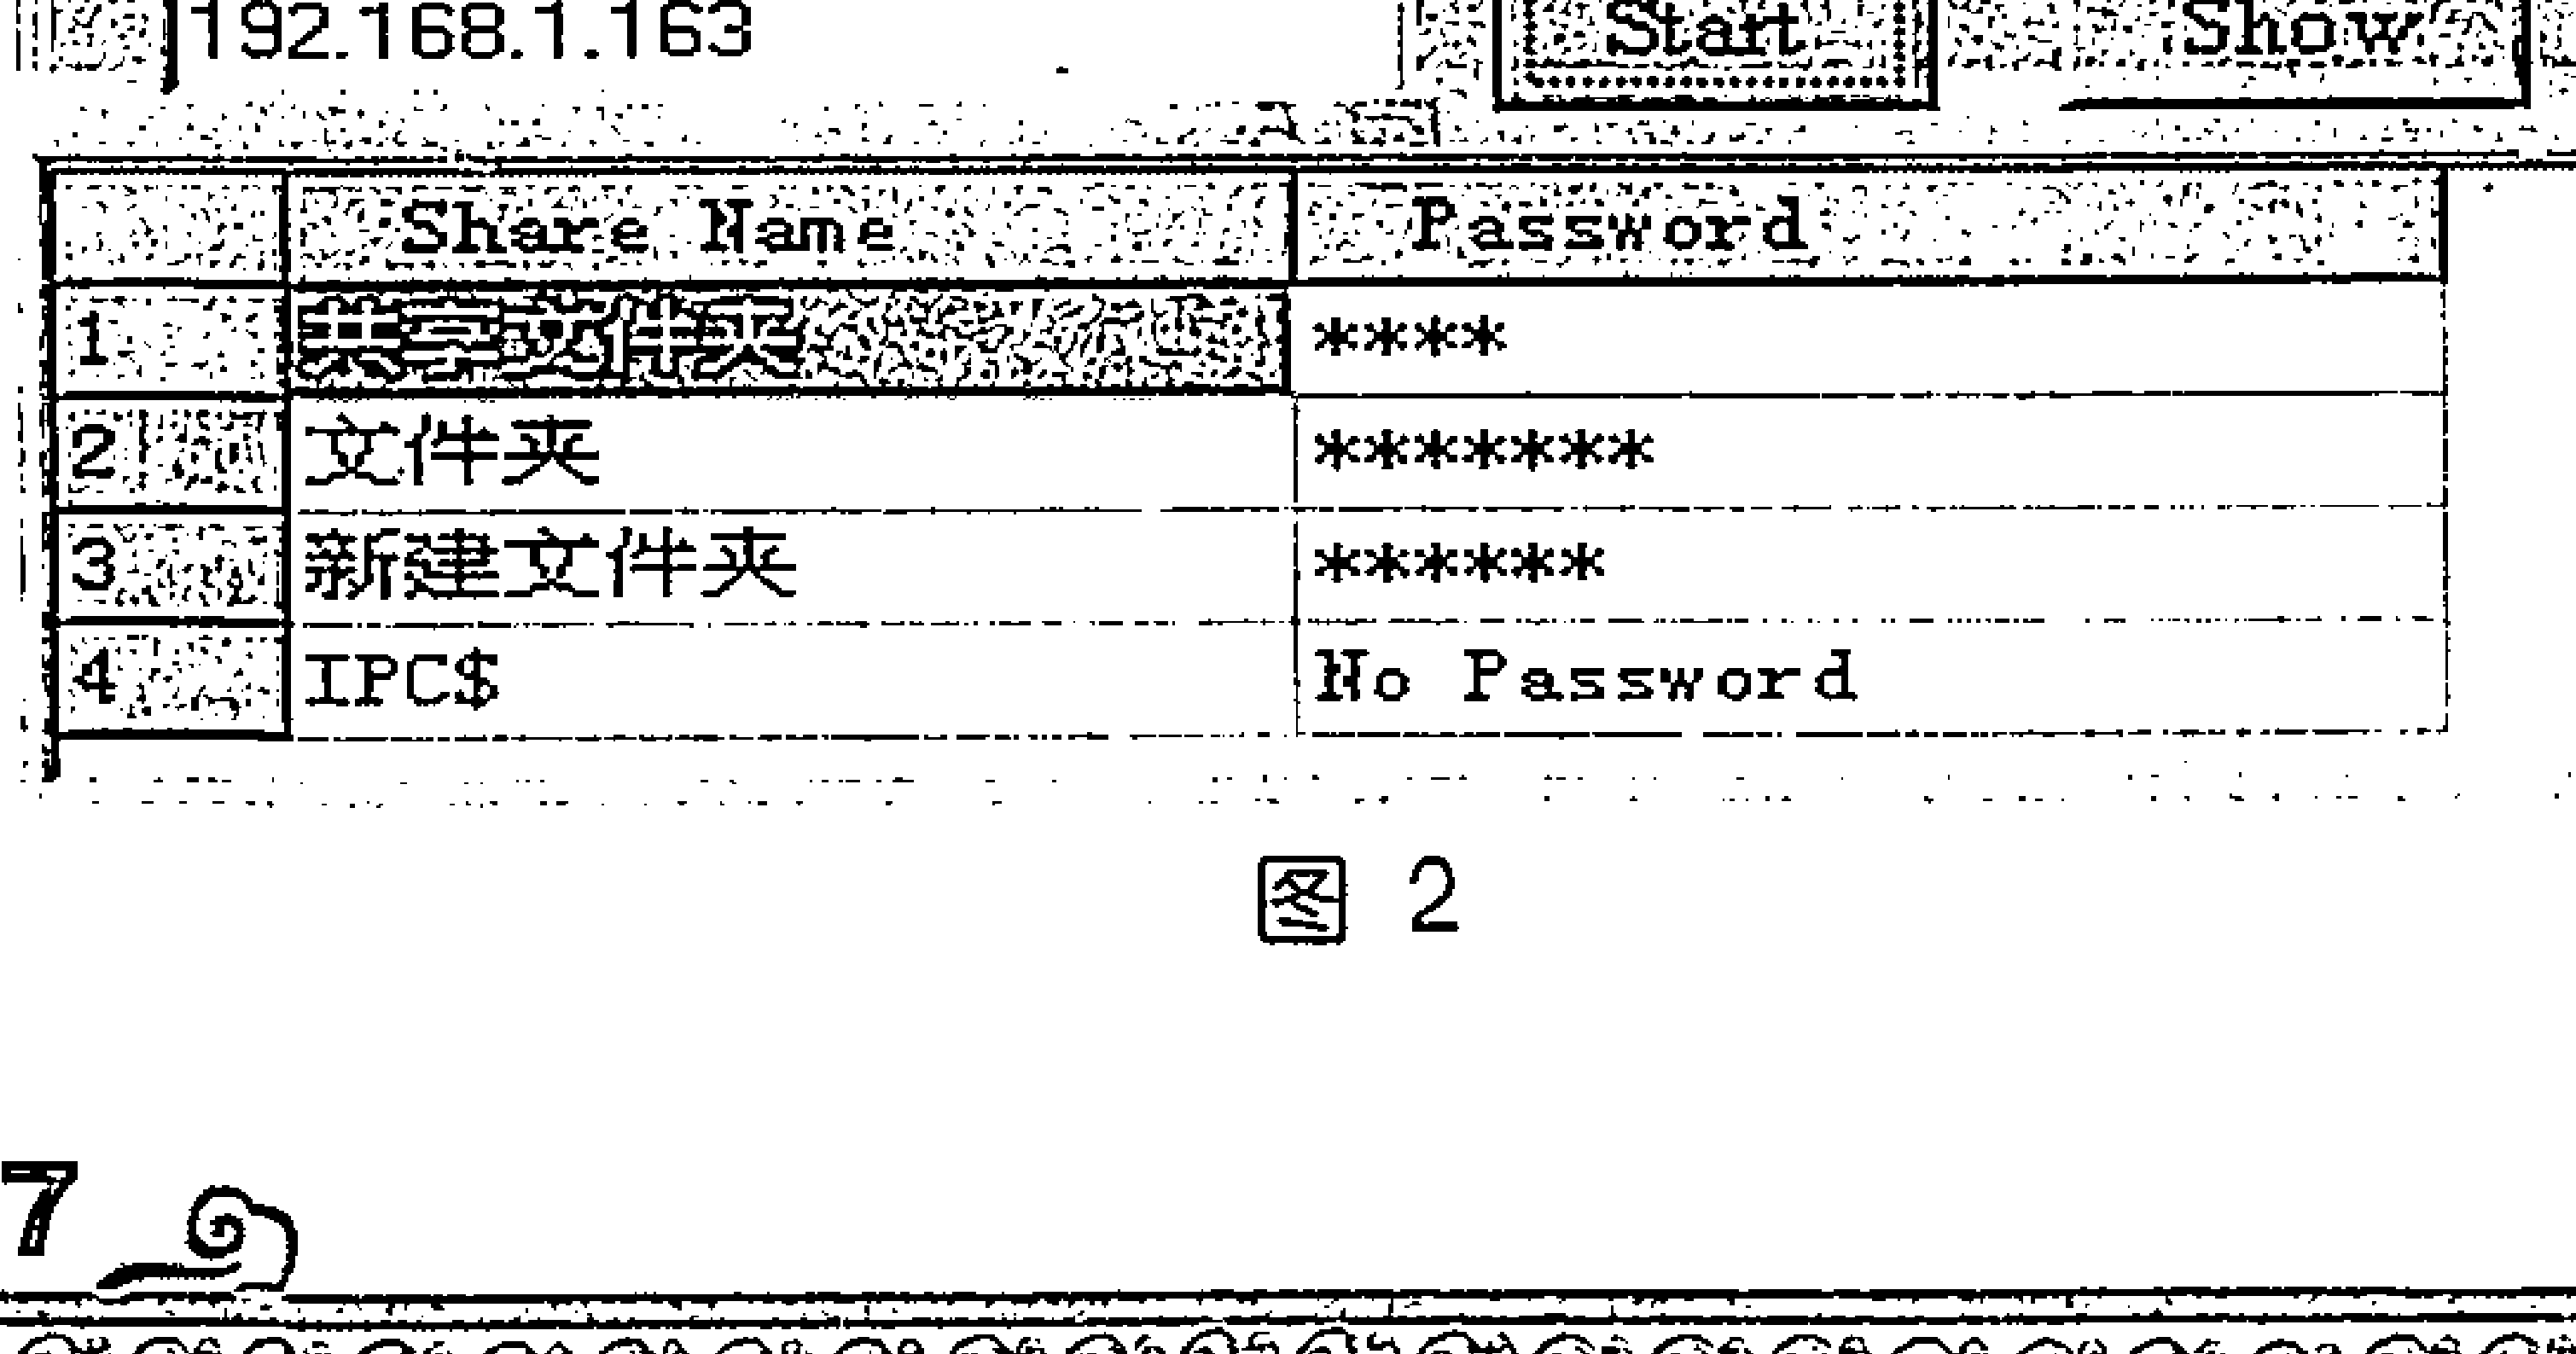 192.168.1.163 Start Show
Share Name Password
1 共享文件夹 ****
2 文件夹 *******
3 新建文件夹 ******
4 IPC$ No Password
图 2
7